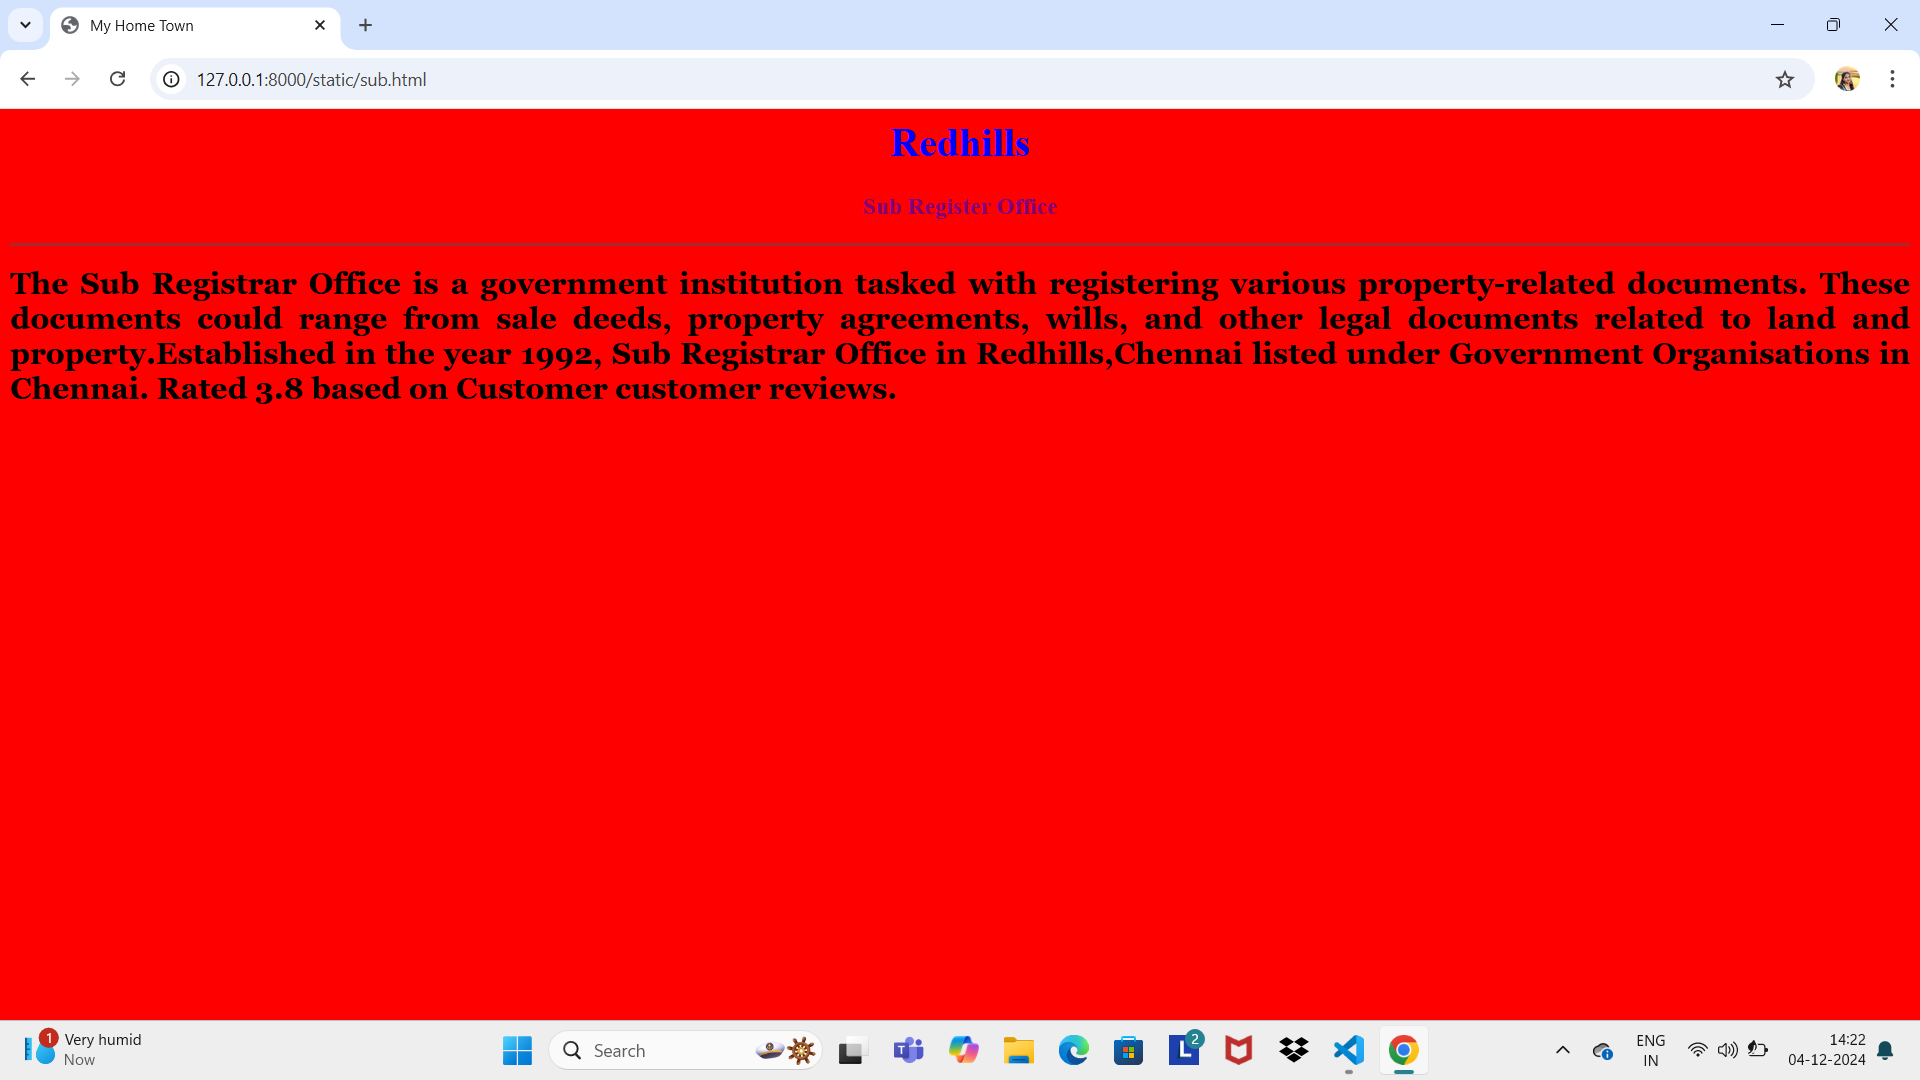 My Home Town
127.0.0.1:8000/static/sub.html
Redhills
Sub Register Office
The Sub Registrar Office is a government institution tasked with registering various property-related documents. These
documents could range from sale deeds, property agreements, wills, and other legal documents related to land and
property.Established in the year 1992, Sub Registrar Office in Redhills,Chennai listed under Government Organisations in
Chennai. Rated 3.8 based on Customer customer reviews.
1
Very humid
Now
Search
T
L
2
ENG
IN
14:22
04-12-2024